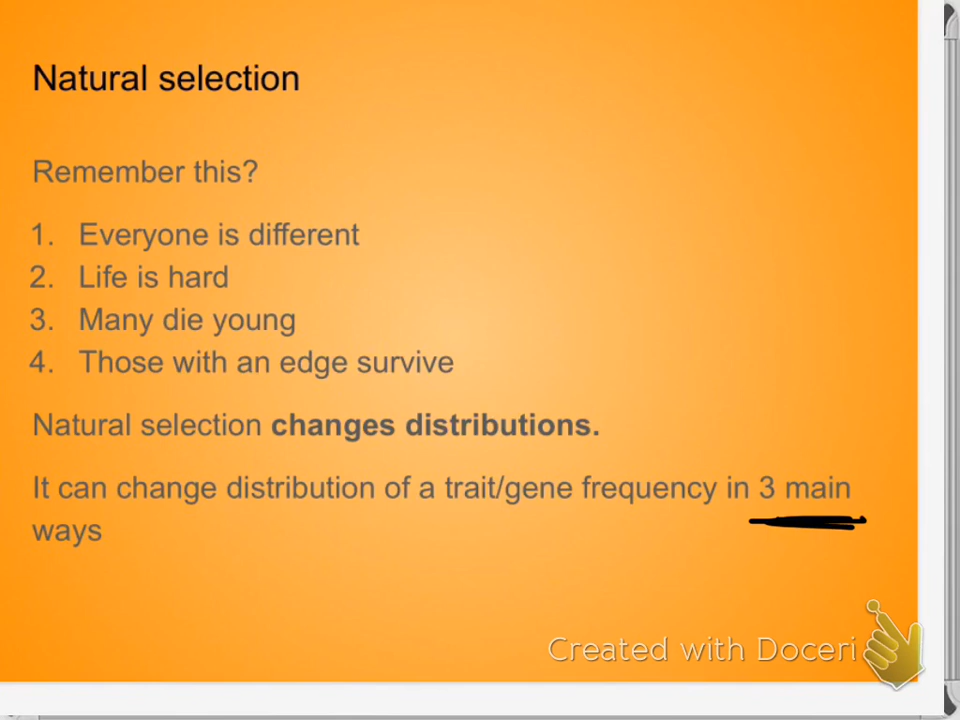 Natural selection
Remember this?
1. Everyone is different
2. Life is hard
3. Many die young
4. Those with an edge survive
Natural selection changes distributions.
It can change distribution of a trait/gene frequency in 3 main
ways
Created with Doceri